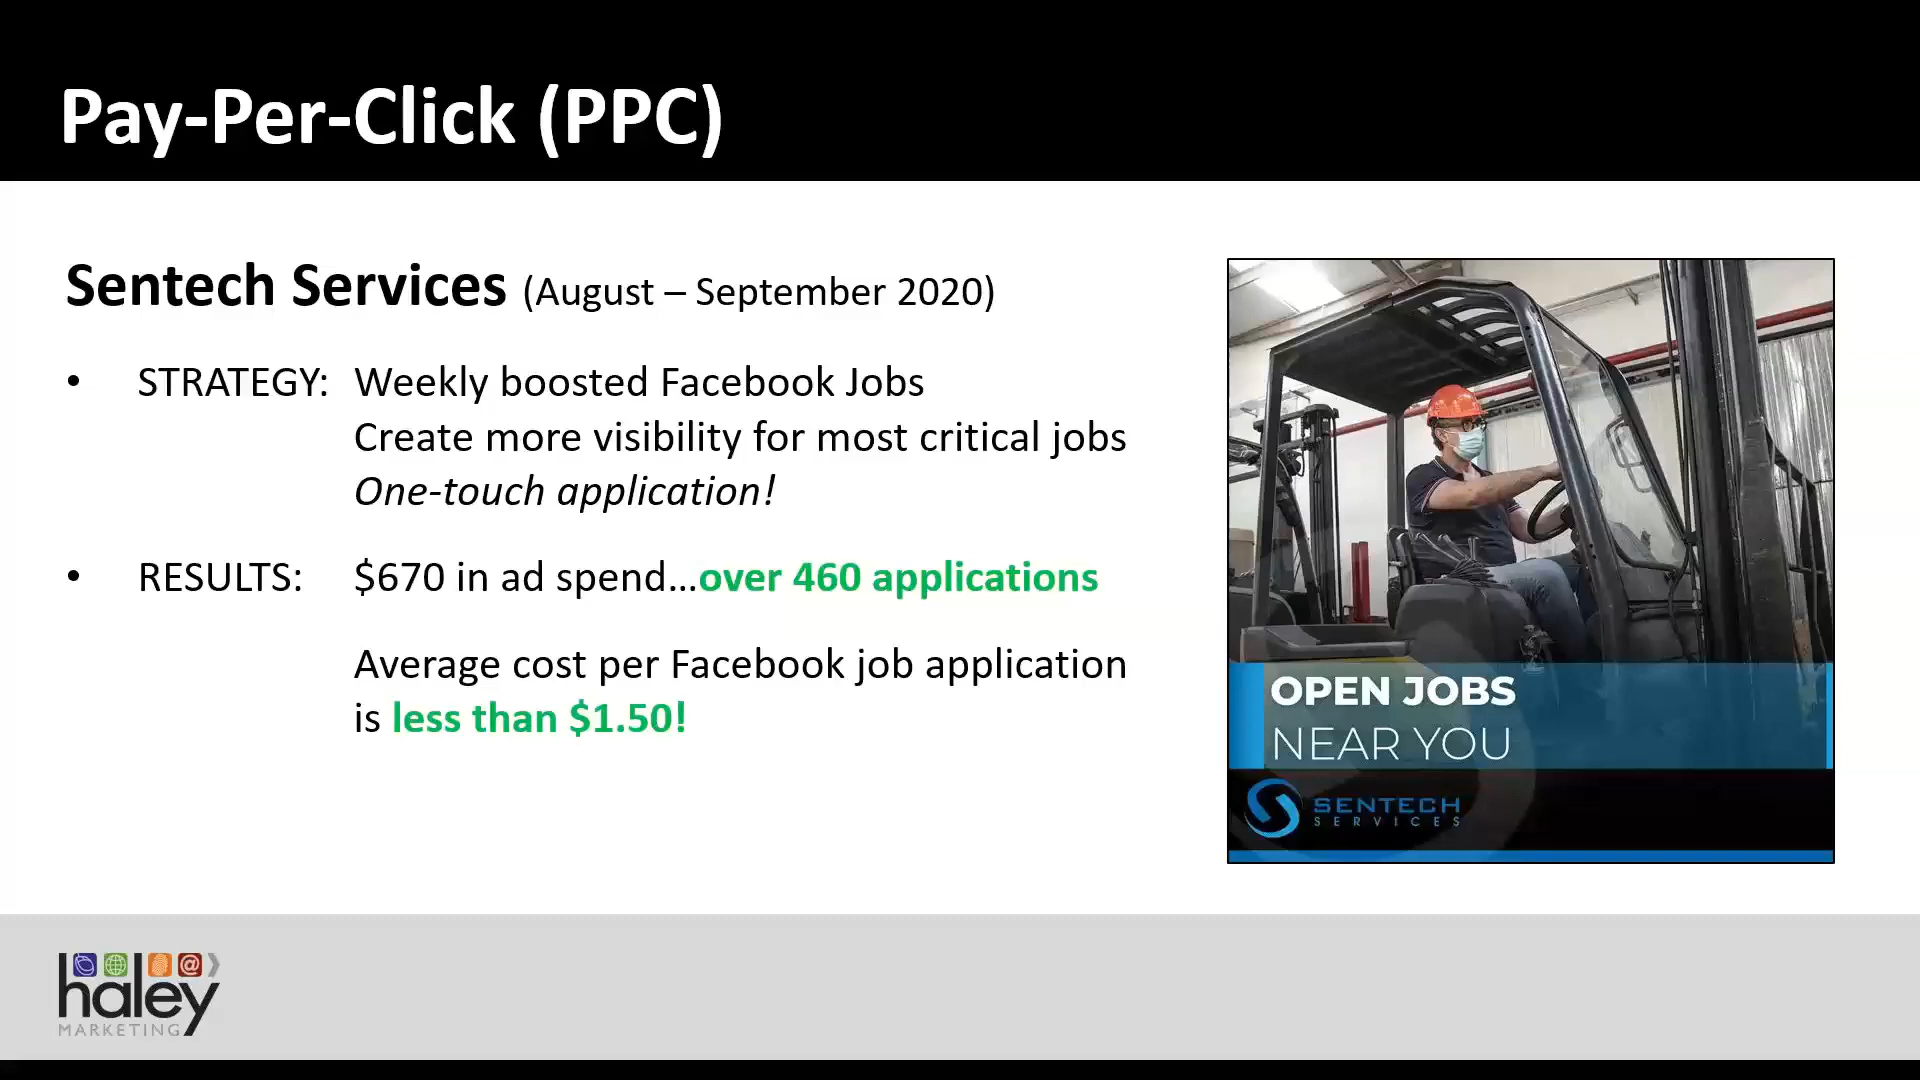 Pay-Per-Click (PPC)
Sentech Services (August – September 2020)
• STRATEGY: Weekly boosted Facebook Jobs
Create more visibility for most critical jobs
One-touch application!
• RESULTS: $670 in ad spend...over 460 applications
Average cost per Facebook job application
is less than $1.50!
OPEN JOBS
NEAR YOU
SENTECH
SERVICES
haley
MARKETING